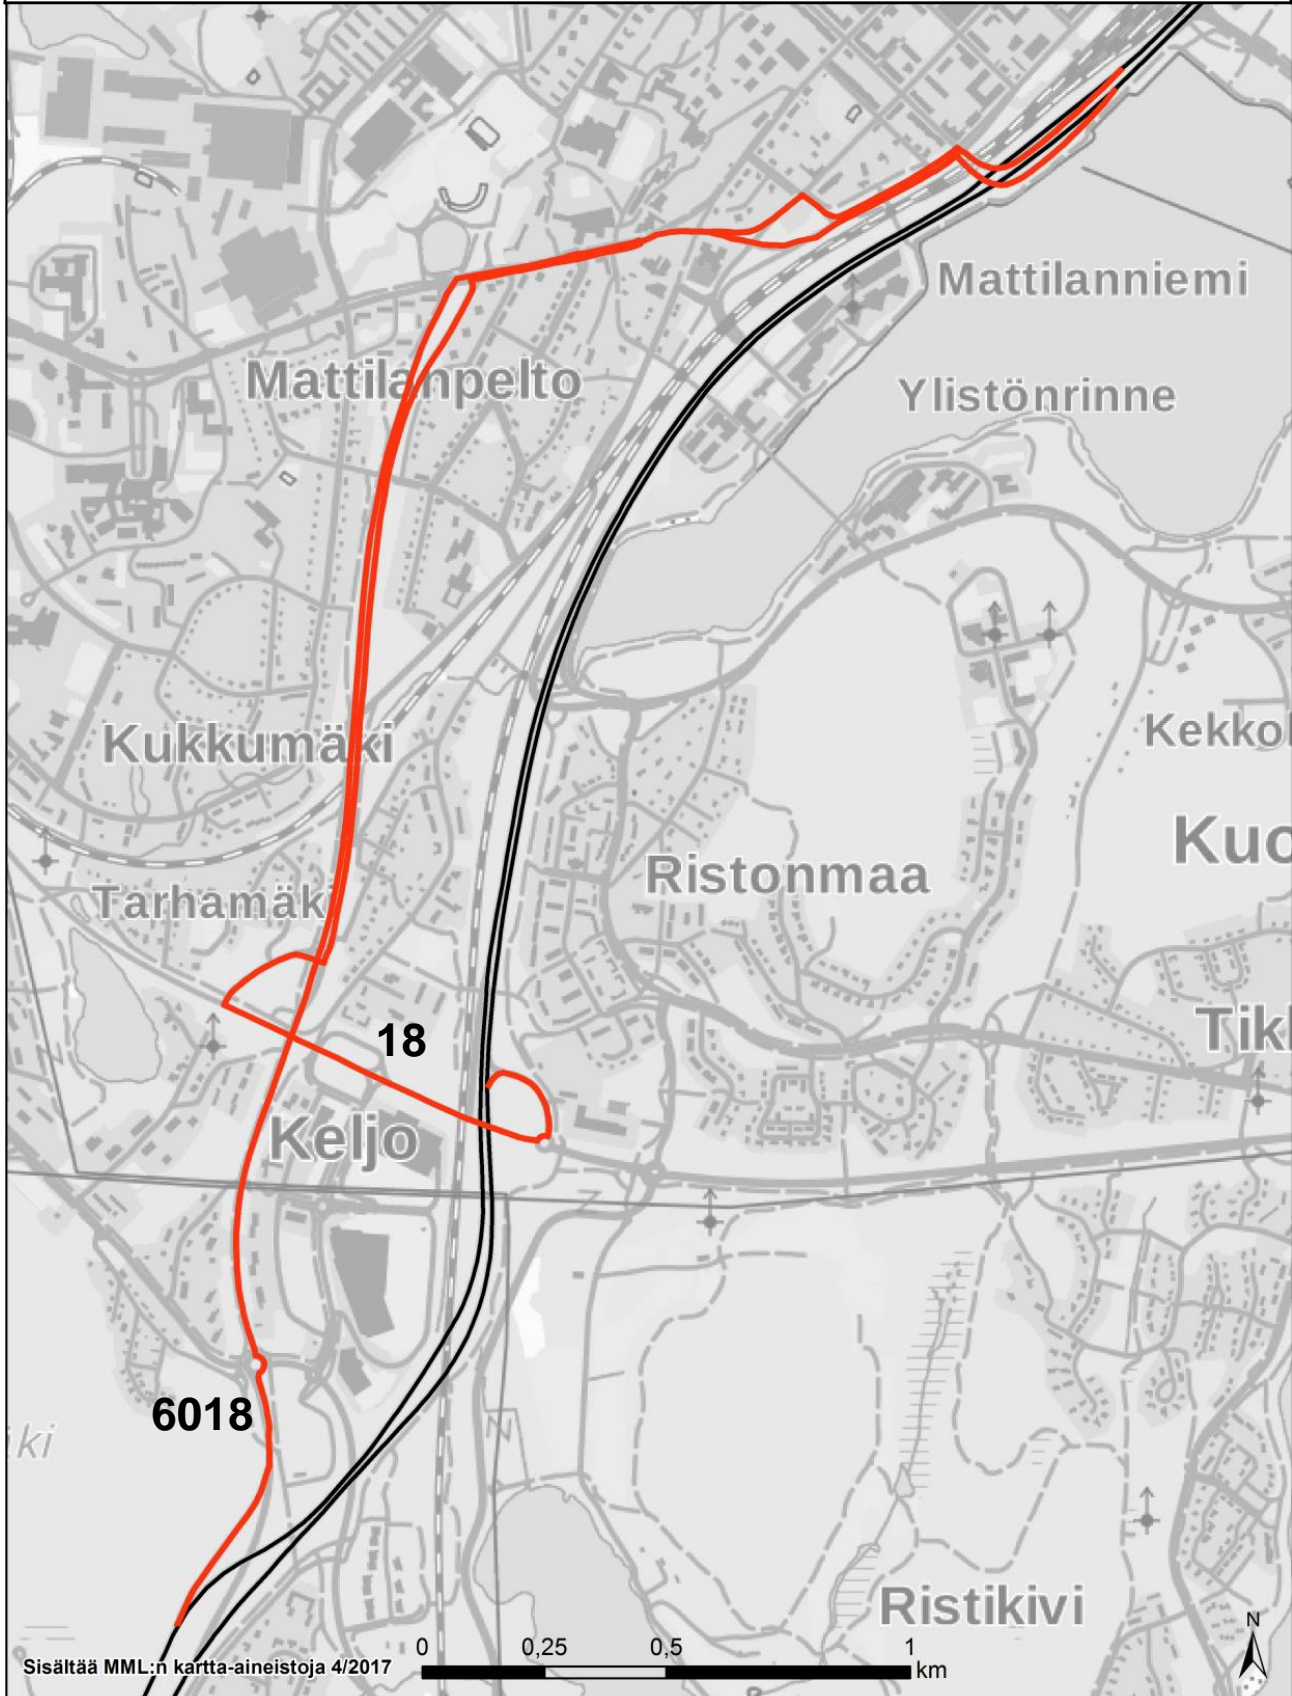 Mattilanniemi
Mattilanpelto
Ylistönrinne
Kukkumäki
Kekkol
Kuo
Ristonmaa
Tarhamäki
Tik
18
Keljo
6018
ki
Ristikivi
N
0 0,25 0,5 1
km
Sisältää MML:n kartta-aineistoja 4/2017